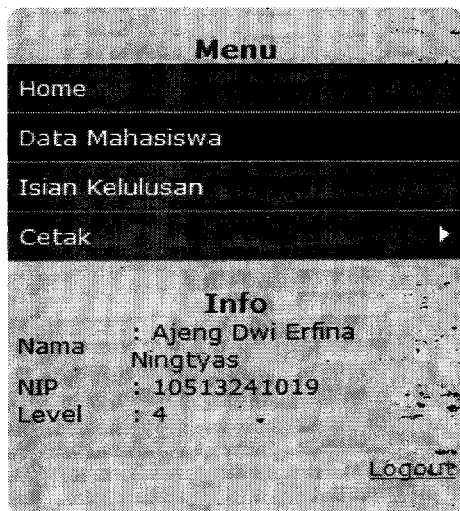 Menu
Home
Data Mahasiswa
Isian Kelulusan
Cetak
Info
Nama : Ajeng Dwi Erfina
Ningtyas
NIP : 10513241019
Level : 4
Logout